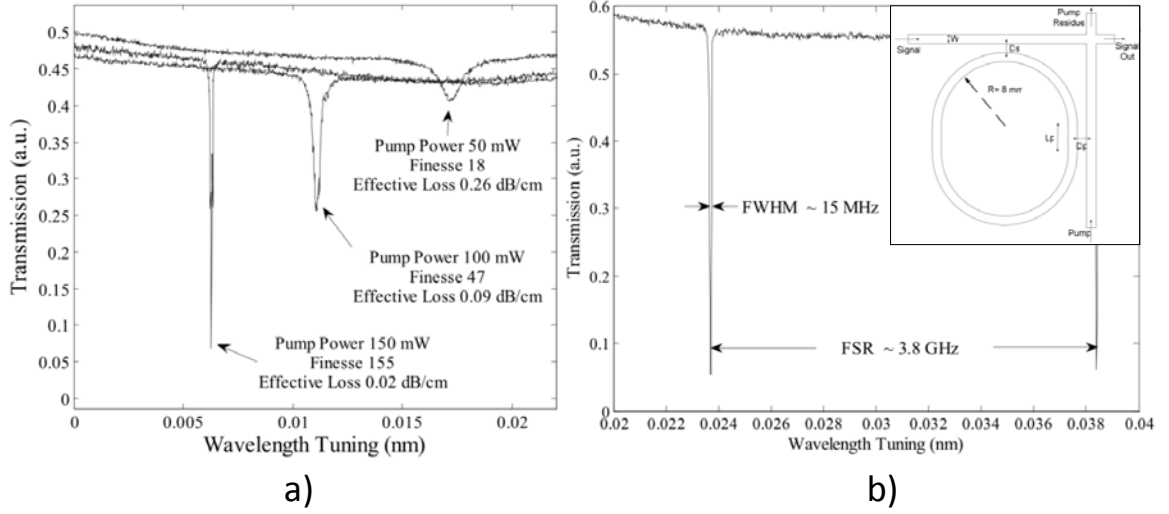 0.5
0.45
0.4
0.35
0.3
0.25
0.2
0.15
0.1
0.05
0
Transmission (a.u.)
Pump Power 50 mW
Finesse 18
Effective Loss 0.26 dB/cm
Pump Power 100 mW
Finesse 47
Effective Loss 0.09 dB/cm
Pump Power 150 mW
Finesse 155
Effective Loss 0.02 dB/cm
0 0.005 0.01 0.015 0.02
Wavelength Tuning (nm)
a)
0.6
0.5
0.4
0.3
0.2
0.1
0
Transmission (a.u.)
FWHM ~ 15 MHz
FSR ~ 3.8 GHz
Pump
Residue
Signal
W
Ds
Signal
Out
R= 8 mm
Lp
Dp
Pump
0.02 0.022 0.024 0.026 0.028 0.03 0.032 0.034 0.036 0.038 0.04
Wavelength Tuning (nm)
b)